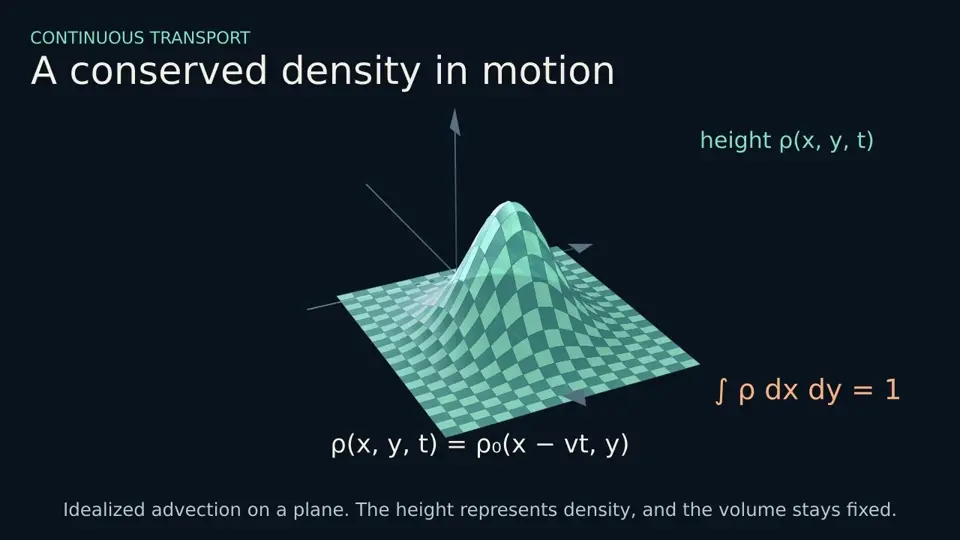 CONTINUOUS TRANSPORT
A conserved density in motion
height ρ(x, y, t)
∫ ρ dx dy = 1
ρ(x, y, t) = ρ₀(x − vt, y)
Idealized advection on a plane. The height represents density, and the volume stays fixed.